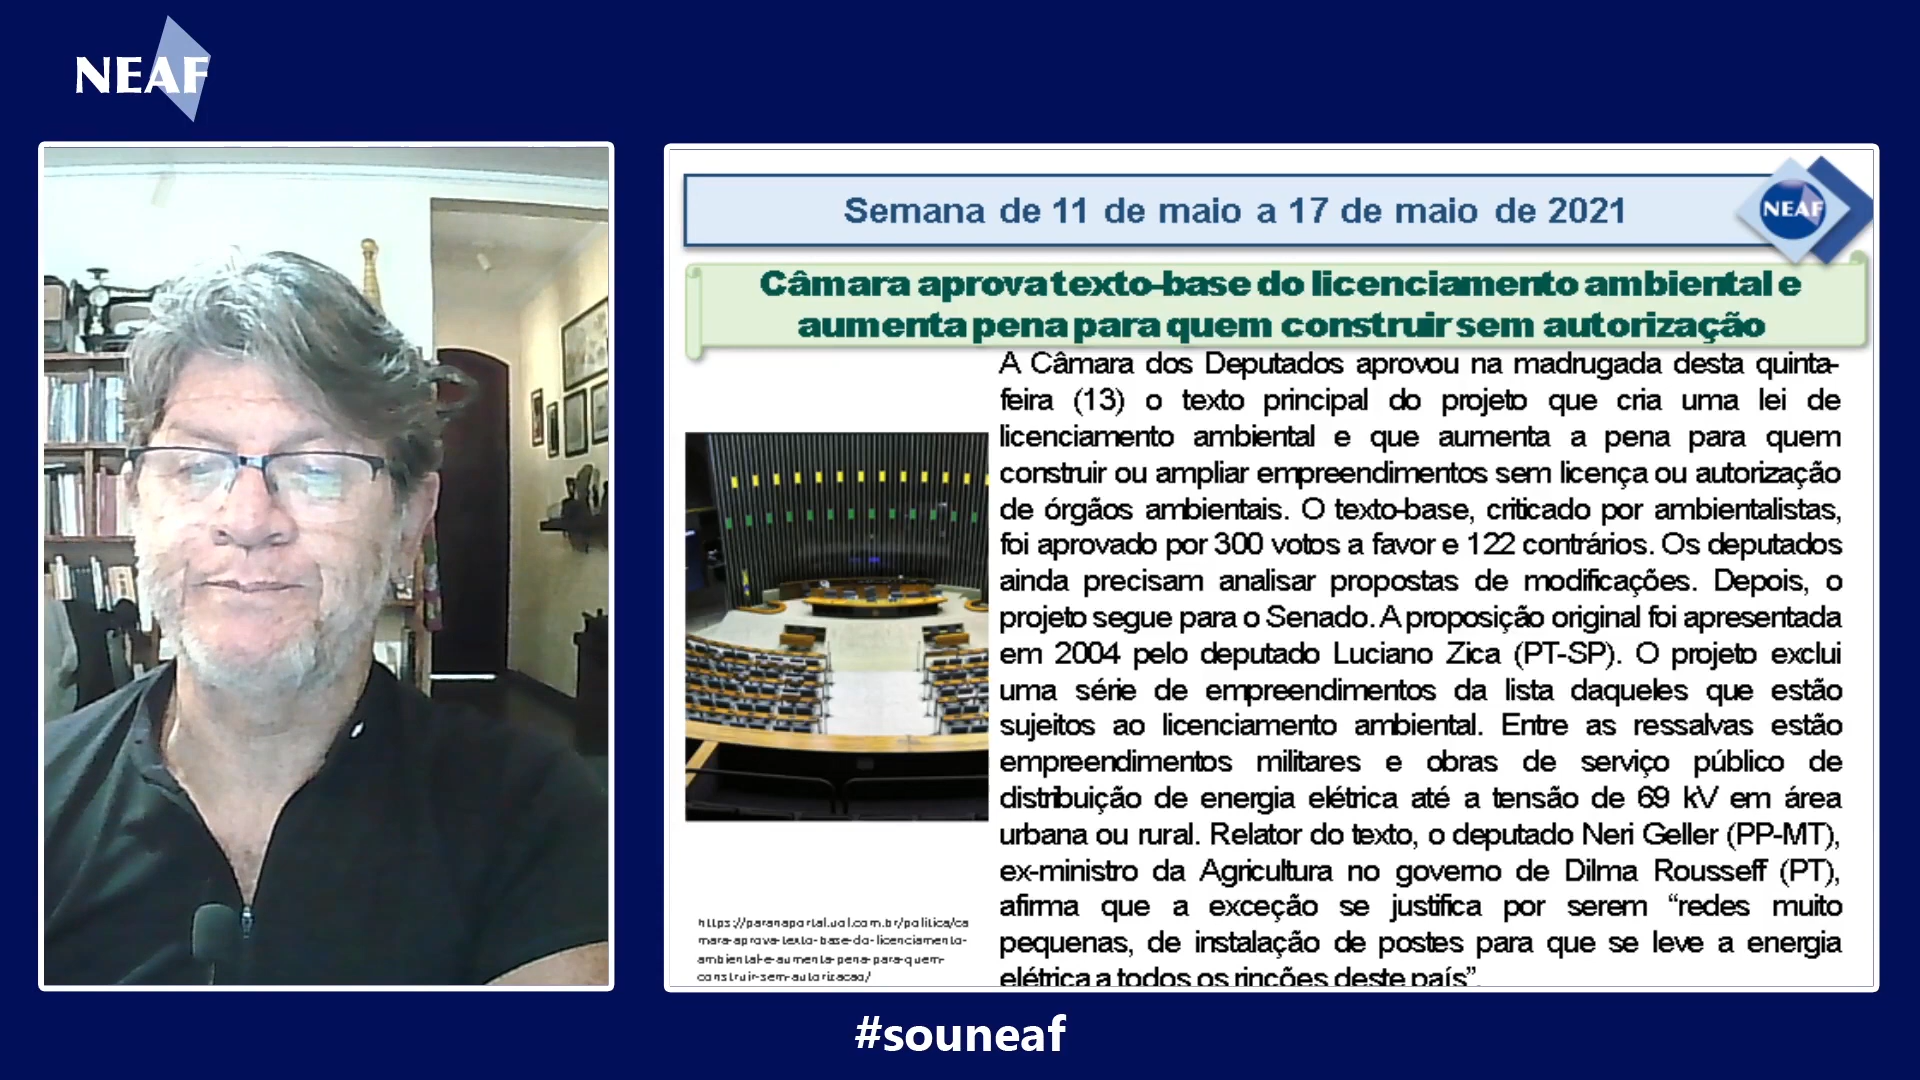 NEAF
Semana de 11 de maio a 17 de maio de 2021
NEAF
Câmara aprova texto-base do licenciamento ambiental e
aumenta pena para quem construir sem autorização
A Câmara dos Deputados aprovou na madrugada desta quinta-
feira (13) o texto principal do projeto que cria uma lei de
licenciamento ambiental e que aumenta a pena para quem
construir ou ampliar empreendimentos sem licença ou autorização
de órgãos ambientais. O texto-base, criticado por ambientalistas,
foi aprovado por 300 votos a favor e 122 contrários. Os deputados
ainda precisam analisar propostas de modificações. Depois, o
projeto segue para o Senado. A proposição original foi apresentada
em 2004 pelo deputado Luciano Zica (PT-SP). O projeto exclui
uma série de empreendimentos da lista daqueles que estão
sujeitos ao licenciamento ambiental. Entre as ressalvas estão
empreendimentos militares e obras de serviço público de
distribuição de energia elétrica até a tensão de 69 kV em área
urbana ou rural. Relator do texto, o deputado Neri Geller (PP-MT),
ex-ministro da Agricultura no governo de Dilma Rousseff (PT),
afirma que a exceção se justifica por serem “redes muito
pequenas, de instalação de postes para que se leve a energia
elétrica a todos os rincões deste país”.
https://paranaportal.uol.com.br/politica/ca
mara-aprova-texto-base-do-licenciamento-
ambiental-e-aumenta-pena-para-quem-
construir-sem-autorizacao/
#souneaf